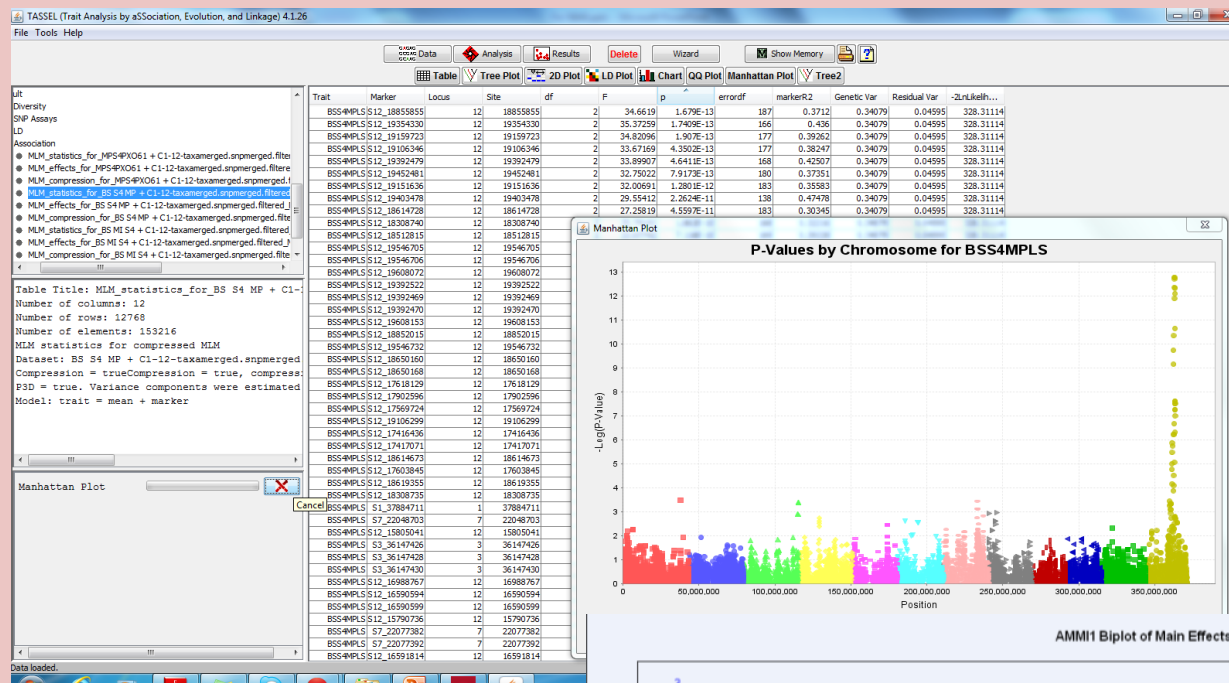 TASSEL (Trait Analysis by aSSociation, Evolution, and Linkage) 4.1.26
File Tools Help
Data Analysis Results Delete Wizard Show Memory
Table Tree Plot 2D Plot LD Plot Chart QQ Plot Manhattan Plot Tree2
ult
Diversity
SNP Assays
LD
Association
MLM_statistics_for_MPS4PXO61 + C1-12-taxamerged.snpmerged.filte
MLM_effects_for_MPS4PXO61 + C1-12-taxamerged.snpmerged.filtere
MLM_compression_for_MPS4PXO61 + C1-12-taxamerged.snpmerged.f
MLM_statistics_for_BS S4 MP + C1-12-taxamerged.snpmerged.filtered
MLM_effects_for_BS S4 MP + C1-12-taxamerged.snpmerged.filtered_
MLM_compression_for_BS S4 MP + C1-12-taxamerged.snpmerged.filte
MLM_statistics_for_BS MI S4 + C1-12-taxamerged.snpmerged.filtered_
MLM_effects_for_BS MI S4 + C1-12-taxamerged.snpmerged.filtered_M
MLM_compression_for_BS MI S4 + C1-12-taxamerged.snpmerged.filte
Table Title: MLM_statistics_for_BS S4 MP + C1-
Number of columns: 12
Number of rows: 12768
Number of elements: 153216
MLM statistics for compressed MLM
Dataset: BS S4 MP + C1-12-taxamerged.snpmerged
Compression = trueCompression = true, compress
P3D = true. Variance components were estimated
Model: trait = mean + marker
Manhattan Plot
Cancel
Data loaded.
Trait Marker Locus Site df F p errordf markerR2 Genetic Var Residual Var -2LnLikelih...
BSS4MPLS S12_18855855 12 18855855 2 34.6619 1.679E-13 187 0.3712 0.34079 0.04595 328.31114
BSS4MPLS S12_19354330 12 19354330 2 35.37259 1.7409E-13 166 0.436 0.34079 0.04595 328.31114
BSS4MPLS S12_19159723 12 19159723 2 34.82096 1.907E-13 177 0.39262 0.34079 0.04595 328.31114
BSS4MPLS S12_19106346 12 19106346 2 33.67169 4.3502E-13 177 0.38247 0.34079 0.04595 328.31114
BSS4MPLS S12_19392479 12 19392479 2 33.89907 4.6411E-13 168 0.42507 0.34079 0.04595 328.31114
BSS4MPLS S12_19452481 12 19452481 2 32.75022 7.9173E-13 180 0.37351 0.34079 0.04595 328.31114
BSS4MPLS S12_19151636 12 19151636 2 32.00691 1.2801E-12 183 0.35583 0.34079 0.04595 328.31114
BSS4MPLS S12_19403478 12 19403478 2 29.55412 2.2624E-11 138 0.47478 0.34079 0.04595 328.31114
BSS4MPLS S12_18614728 12 18614728 2 27.25819 4.5597E-11 183 0.30345 0.34079 0.04595 328.31114
BSS4MPLS S12_18308740 12 18308740
BSS4MPLS S12_18512815 12 18512815
BSS4MPLS S12_19546705 12 19546705
BSS4MPLS S12_19546706 12 19546706
BSS4MPLS S12_19608072 12 19608072
BSS4MPLS S12_19392522 12 19392522
BSS4MPLS S12_19392469 12 19392469
BSS4MPLS S12_19392470 12 19392470
BSS4MPLS S12_19608153 12 19608153
BSS4MPLS S12_18852015 12 18852015
BSS4MPLS S12_19546732 12 19546732
BSS4MPLS S12_18650160 12 18650160
BSS4MPLS S12_18650168 12 18650168
BSS4MPLS S12_17618129 12 17618129
BSS4MPLS S12_17902596 12 17902596
BSS4MPLS S12_17569724 12 17569724
BSS4MPLS S12_19106299 12 19106299
BSS4MPLS S12_17416436 12 17416436
BSS4MPLS S12_17417071 12 17417071
BSS4MPLS S12_18614673 12 18614673
BSS4MPLS S12_17603845 12 17603845
BSS4MPLS S12_18619355 12 18619355
BSS4MPLS S12_18308735 12 18308735
BSS4MPLS S1_37884711 1 37884711
BSS4MPLS S7_22048703 7 22048703
BSS4MPLS S12_15805041 12 15805041
BSS4MPLS S3_36147426 3 36147426
BSS4MPLS S3_36147428 3 36147428
BSS4MPLS S3_36147430 3 36147430
BSS4MPLS S12_16988767 12 16988767
BSS4MPLS S12_16590594 12 16590594
BSS4MPLS S12_16590599 12 16590599
BSS4MPLS S12_15790736 12 15790736
BSS4MPLS S7_22077382 7 22077382
BSS4MPLS S7_22077392 7 22077392
BSS4MPLS S12_16591814 12 16591814
Manhattan Plot
P-Values by Chromosome for BSS4MPLS
-Log(P-Value)
13
12
11
10
9
8
7
6
5
4
3
2
1
0
0 50,000,000 100,000,000 150,000,000 200,000,000 250,000,000 300,000,000 350,000,000
Position
AMMI1 Biplot of Main Effects